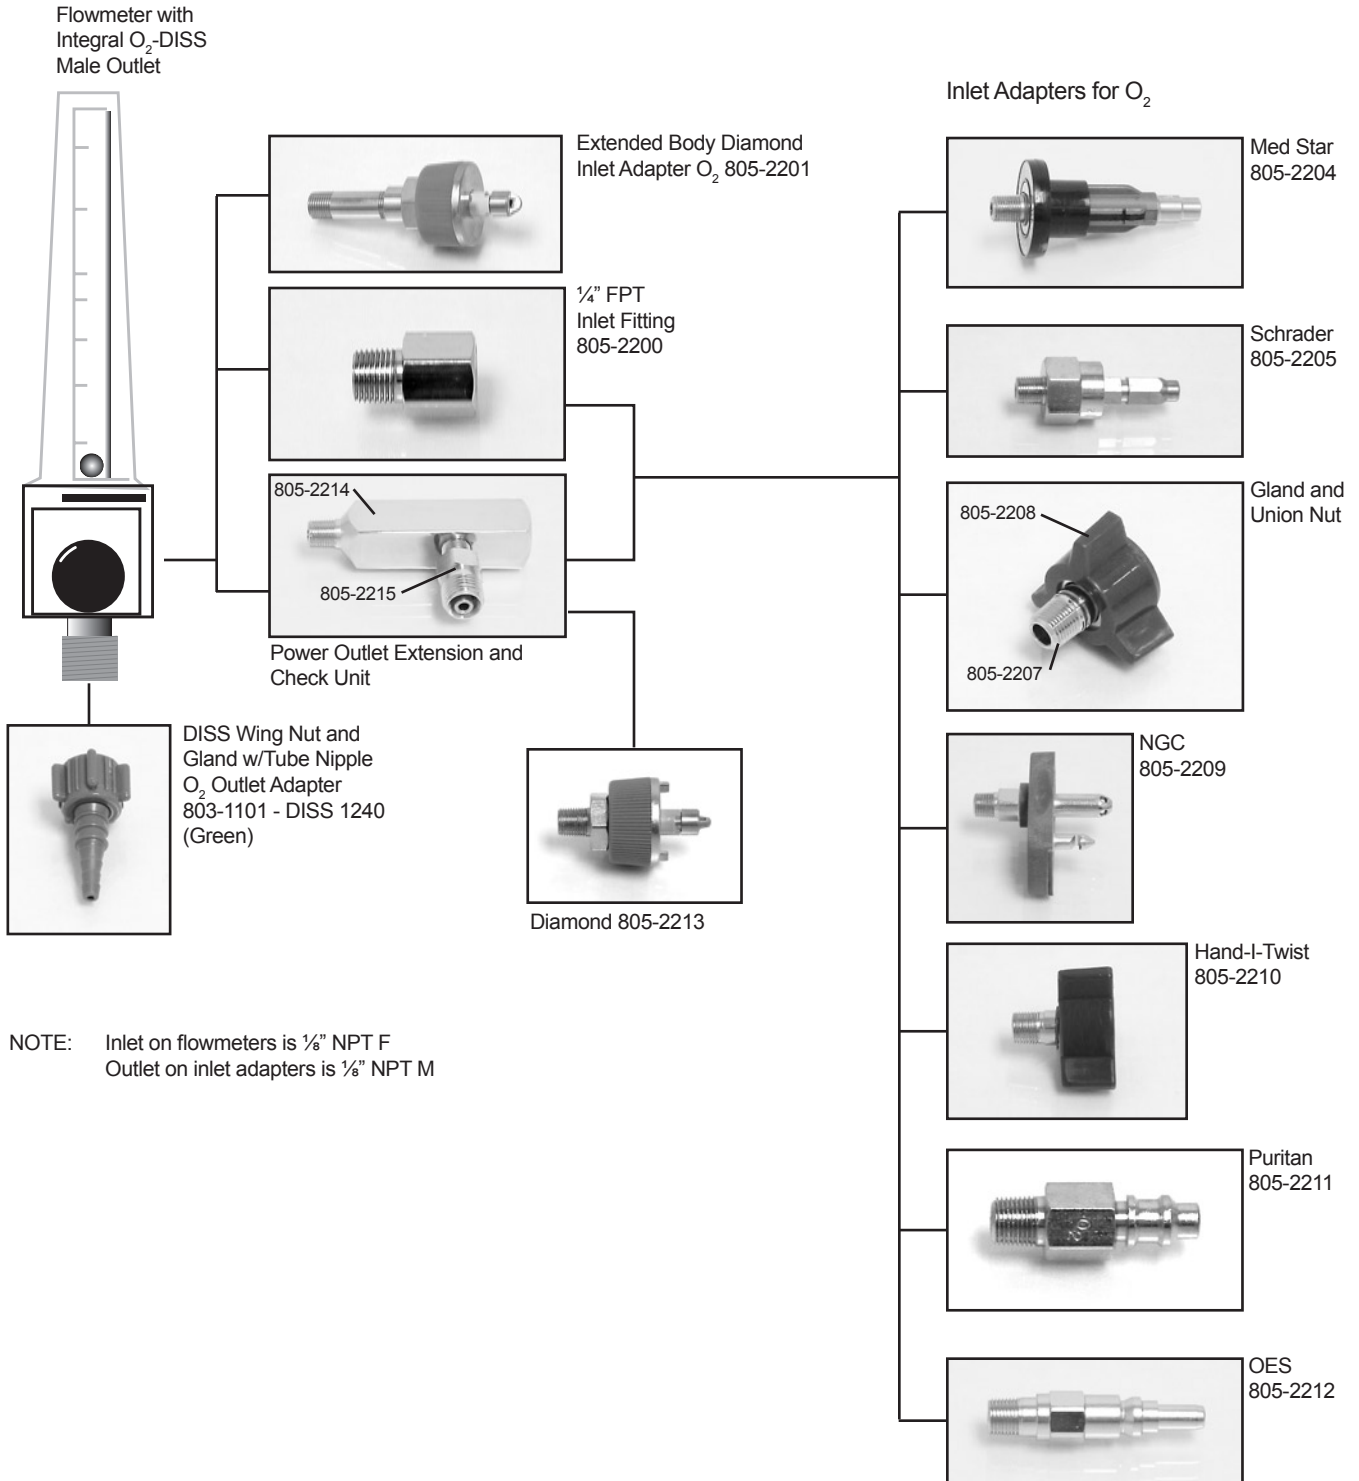 Flowmeter with
Integral O₂-DISS
Male Outlet
Inlet Adapters for O₂
Extended Body Diamond
Inlet Adapter O₂ 805-2201
¼” FPT
Inlet Fitting
805-2200
805-2214
805-2215
Power Outlet Extension and
Check Unit
DISS Wing Nut and
Gland w/Tube Nipple
O₂ Outlet Adapter
803-1101 - DISS 1240
(Green)
Diamond 805-2213
Med Star
805-2204
Schrader
805-2205
Gland and
Union Nut
805-2208
805-2207
NGC
805-2209
Hand-I-Twist
805-2210
Puritan
805-2211
O2
OES
805-2212
NOTE: Inlet on flowmeters is ⅛” NPT F
Outlet on inlet adapters is ⅛” NPT M